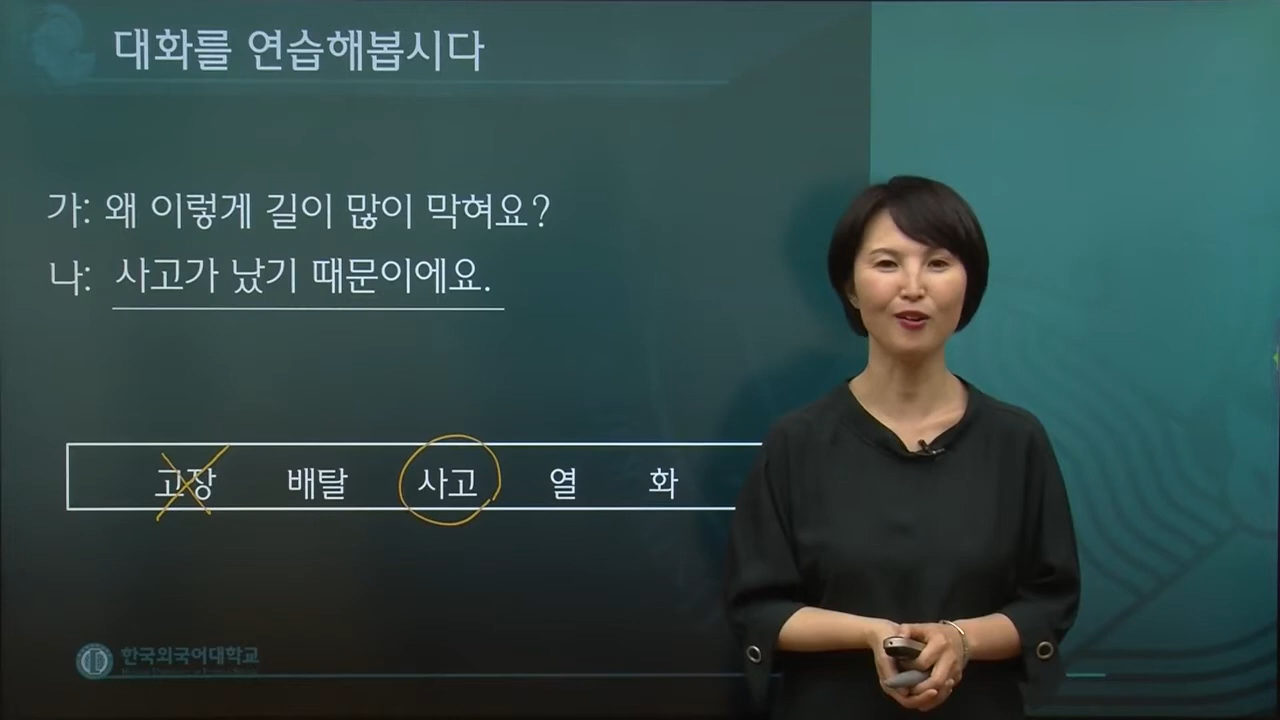 대화를 연습해봅시다
가: 왜 이렇게 길이 많이 막혀요?
나: 사고가 났기 때문이에요.
고장 배탈 사고 열 화
한국외국어대학교